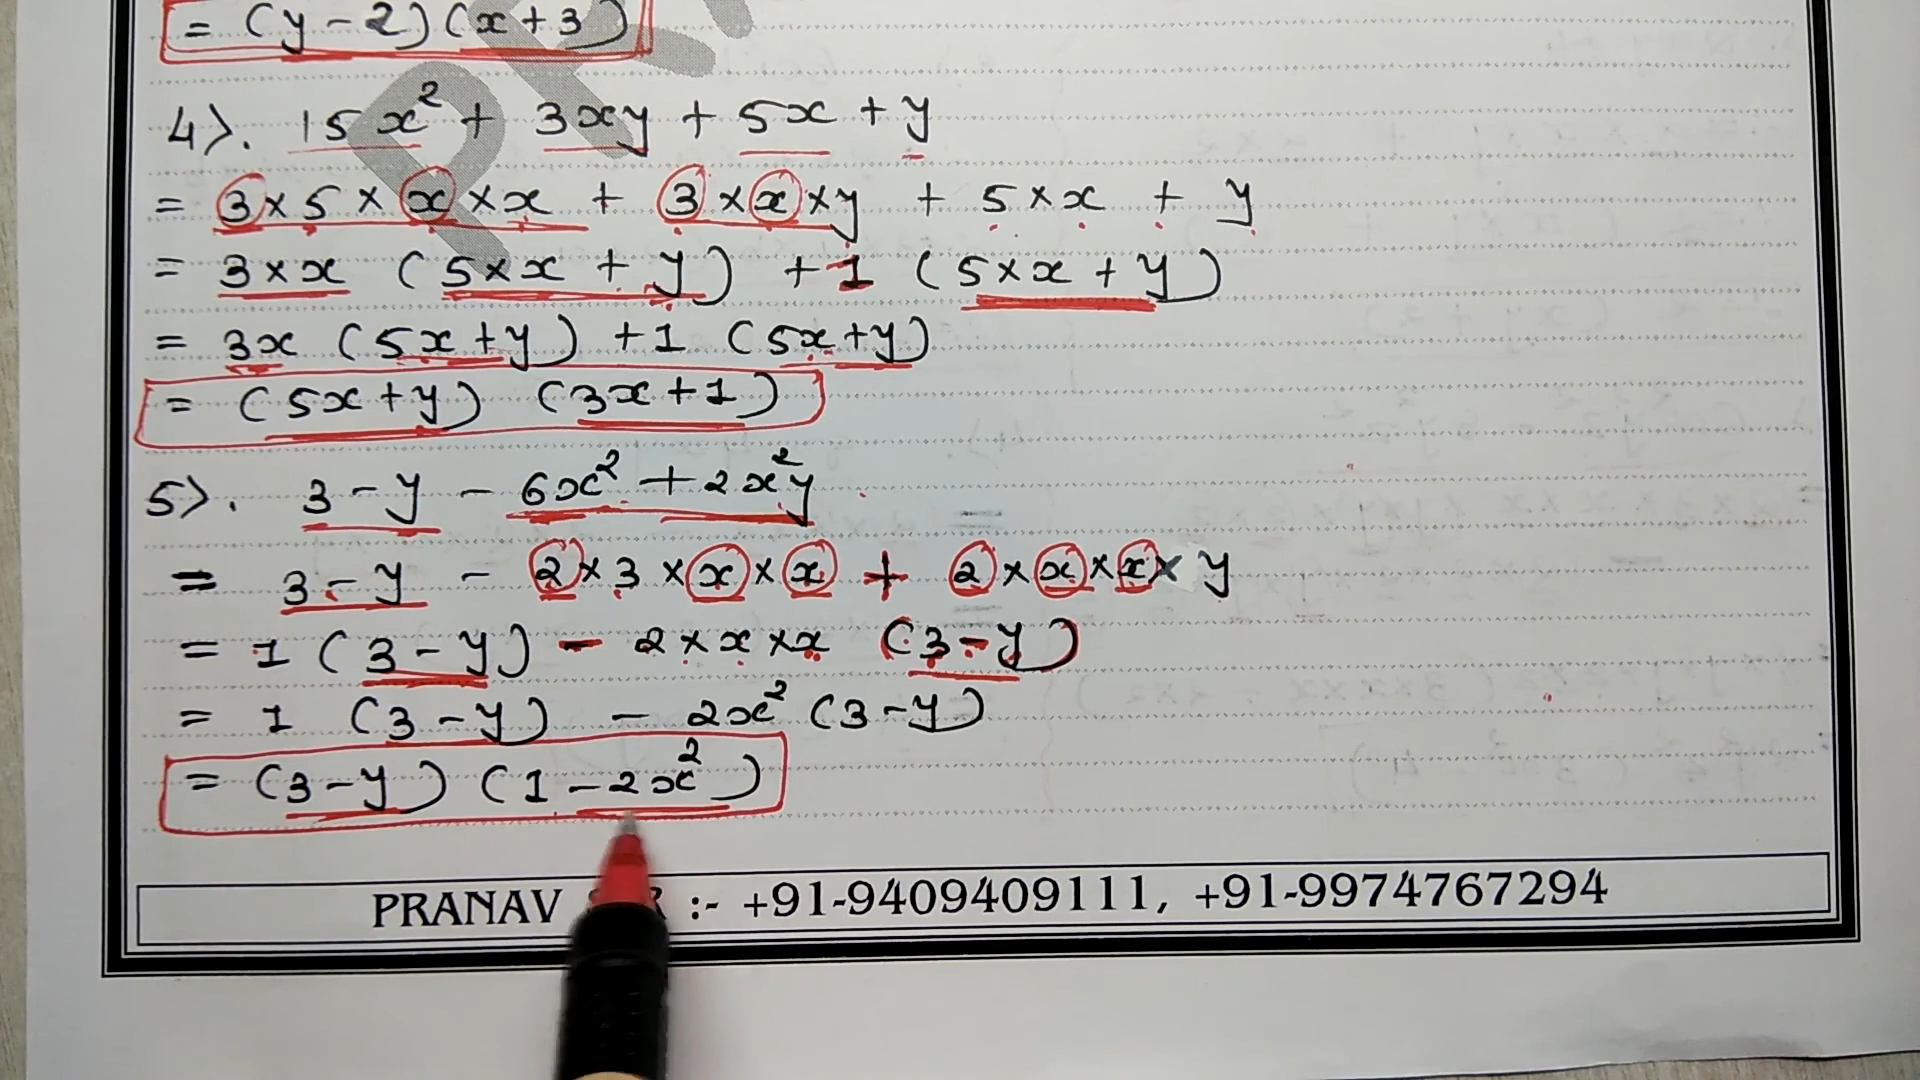 = (y - 2) (x + 3)
4). 15x² + 3xy + 5x + y
= 3 × 5 × x × x + 3 × x × y + 5 × x + y
= 3 × x (5 × x + y) + 1 (5 × x + y)
= 3x (5x + y) + 1 (5x + y)
= (5x + y) (3x + 1)
5). 3 - y - 6x² + 2x²y
= 3 - y - 2 × 3 × x × x + 2 × x × x × y
= 1 (3 - y) - 2 × x × x (3 - y)
= 1 (3 - y) - 2x² (3 - y)
= (3 - y) (1 - 2x²)
PRANAV :- +91-9409409111, +91-9974767294